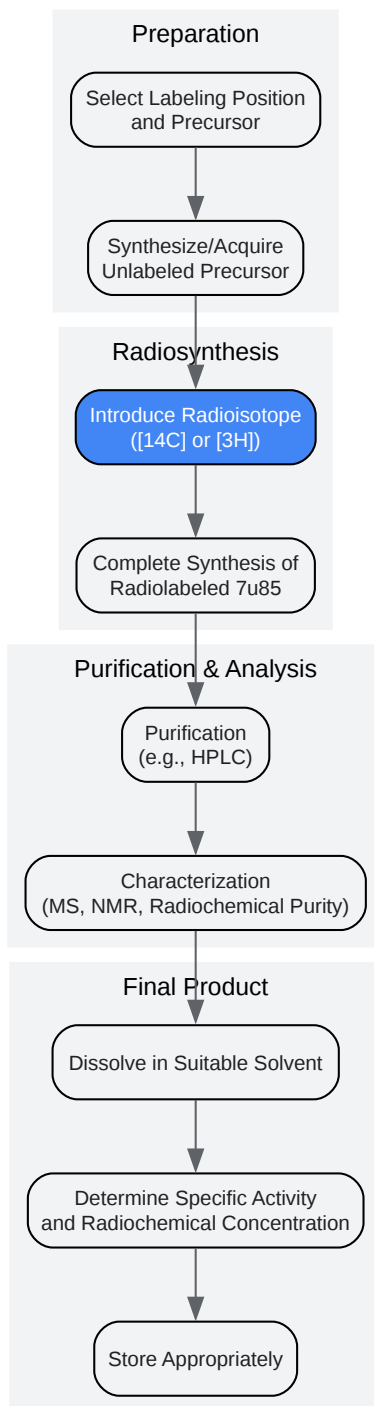 Preparation
Select Labeling Position
and Precursor
Synthesize/Acquire
Unlabeled Precursor
Radiosynthesis
Introduce Radioisotope
([14C] or [3H])
Complete Synthesis of
Radiolabeled 7u85
Purification & Analysis
Purification
(e.g., HPLC)
Characterization
(MS, NMR, Radiochemical Purity)
Final Product
Dissolve in Suitable Solvent
Determine Specific Activity
and Radiochemical Concentration
Store Appropriately